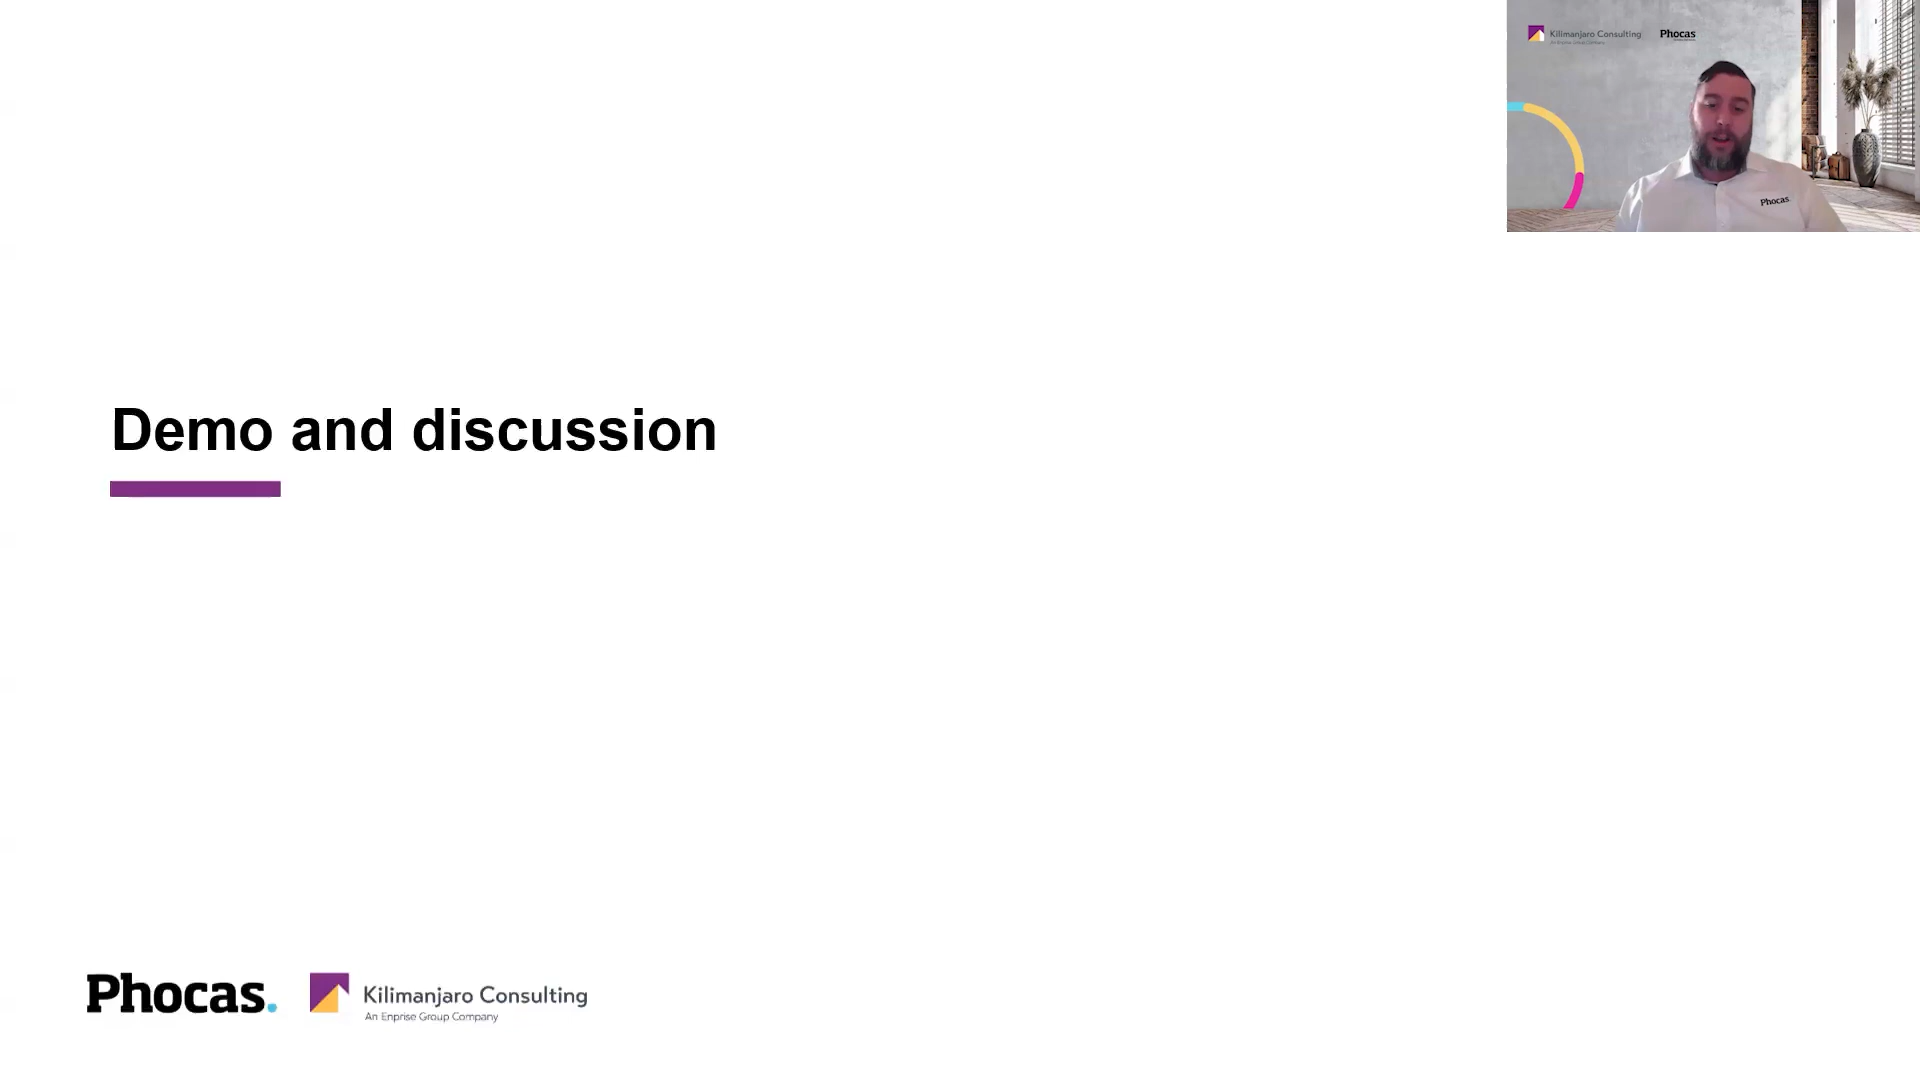 Kilimanjaro Consulting
Phocas
Phocas
Demo and discussion
Phocas.
Kilimanjaro Consulting
An Enprise Group Company